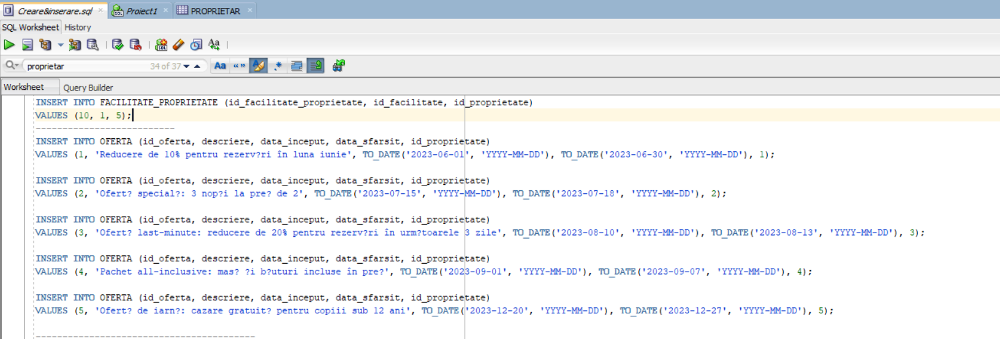 Creare&inserare.sql × Proiect1 × PROPRIETAR ×
SQL Worksheet History
proprietar 34 of 37 Aa “” .*
Worksheet Query Builder
INSERT INTO FACILITATE_PROPRIETATE (id_facilitate_proprietate, id_facilitate, id_proprietate)
VALUES (10, 1, 5);
--------------------------
INSERT INTO OFERTA (id_oferta, descriere, data_inceput, data_sfarsit, id_proprietate)
VALUES (1, 'Reducere de 10% pentru rezerv?ri în luna iunie', TO_DATE('2023-06-01', 'YYYY-MM-DD'), TO_DATE('2023-06-30', 'YYYY-MM-DD'), 1);
INSERT INTO OFERTA (id_oferta, descriere, data_inceput, data_sfarsit, id_proprietate)
VALUES (2, 'Ofert? special?: 3 nop?i la pre? de 2', TO_DATE('2023-07-15', 'YYYY-MM-DD'), TO_DATE('2023-07-18', 'YYYY-MM-DD'), 2);
INSERT INTO OFERTA (id_oferta, descriere, data_inceput, data_sfarsit, id_proprietate)
VALUES (3, 'Ofert? last-minute: reducere de 20% pentru rezerv?ri în urm?toarele 3 zile', TO_DATE('2023-08-10', 'YYYY-MM-DD'), TO_DATE('2023-08-13', 'YYYY-MM-DD'), 3);
INSERT INTO OFERTA (id_oferta, descriere, data_inceput, data_sfarsit, id_proprietate)
VALUES (4, 'Pachet all-inclusive: mas? ?i b?uturi incluse în pre?', TO_DATE('2023-09-01', 'YYYY-MM-DD'), TO_DATE('2023-09-07', 'YYYY-MM-DD'), 4);
INSERT INTO OFERTA (id_oferta, descriere, data_inceput, data_sfarsit, id_proprietate)
VALUES (5, 'Ofert? de iarn?: cazare gratuit? pentru copiii sub 12 ani', TO_DATE('2023-12-20', 'YYYY-MM-DD'), TO_DATE('2023-12-27', 'YYYY-MM-DD'), 5);
-----------------------------------------